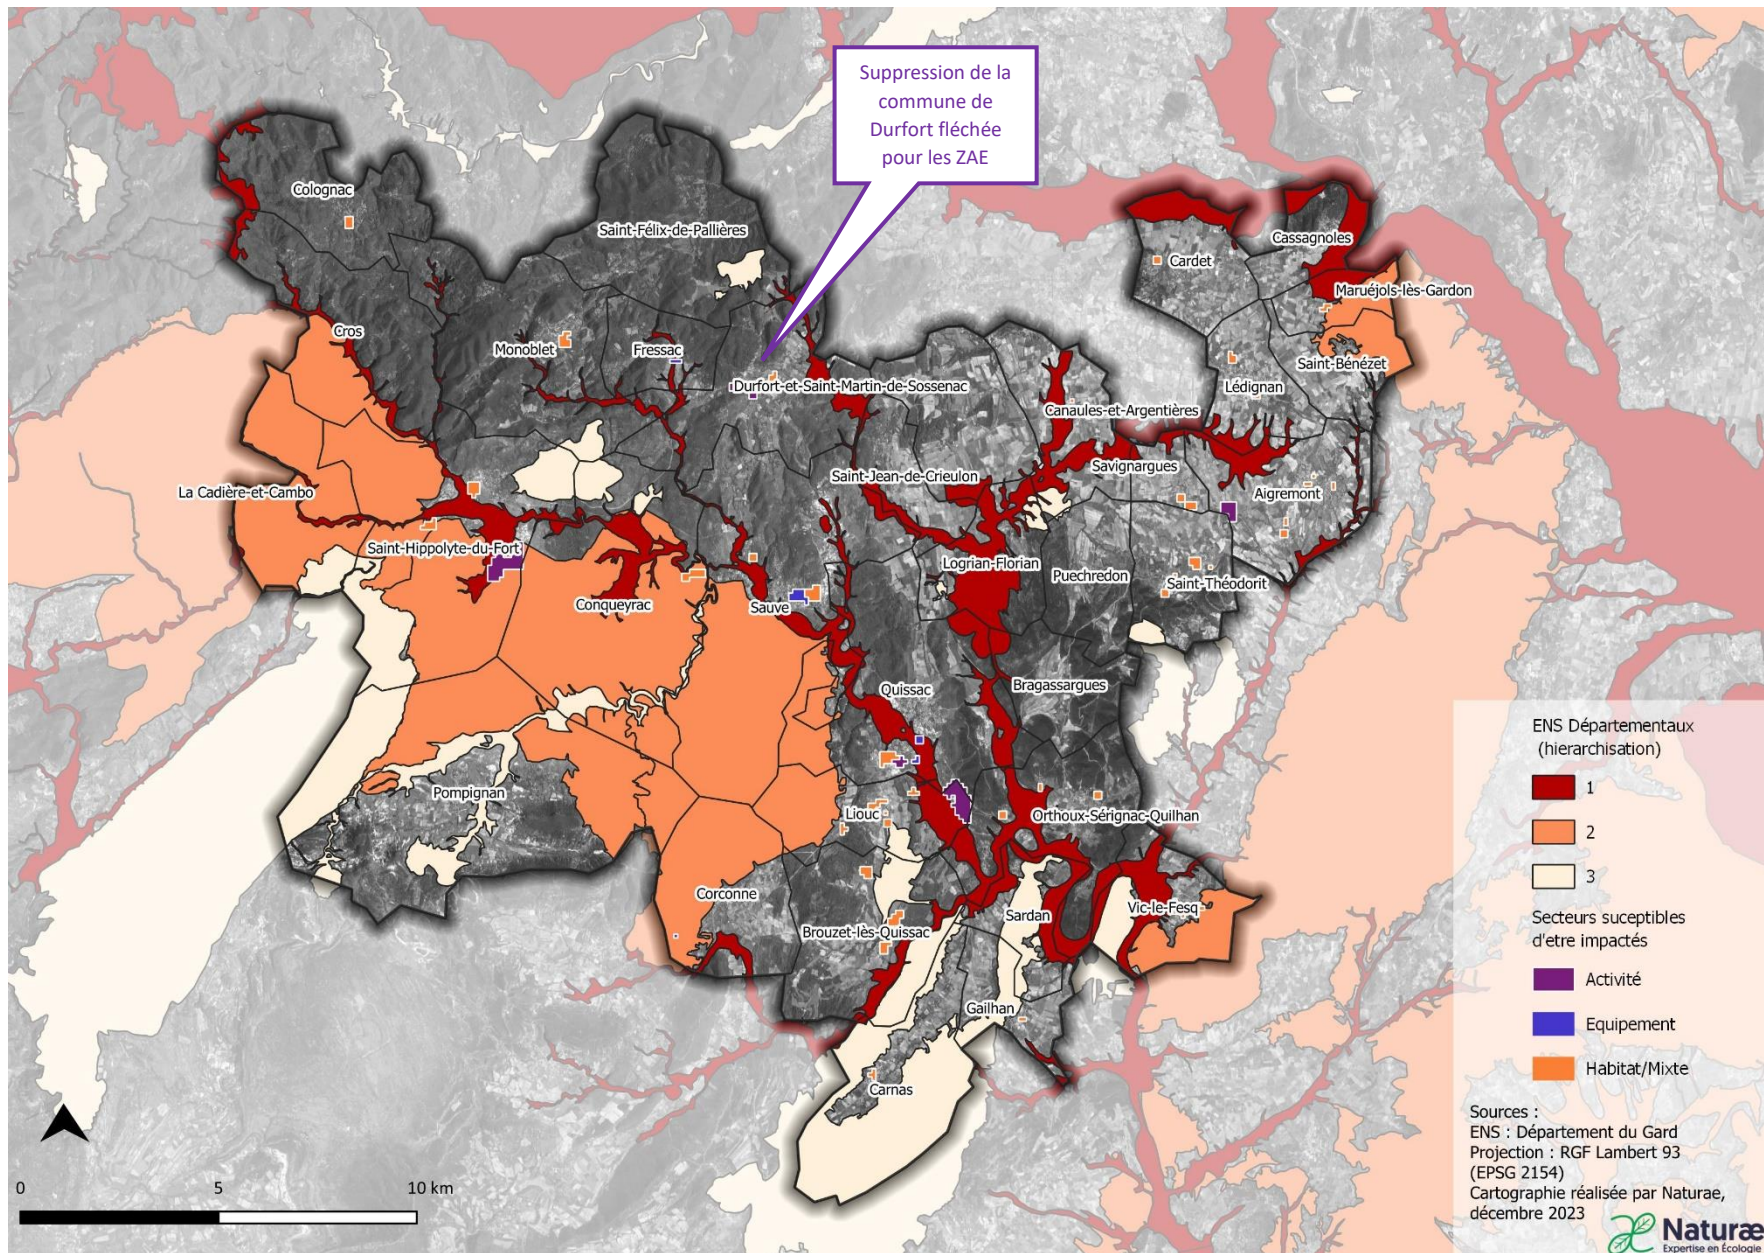 Suppression de la
commune de
Durfort fléchée
pour les ZAE
Colognac
Saint-Félix-de-Pallières
Cassagnoles
Cardet
Maruéjols-lès-Gardon
Cros
Monoblet
Fressac
Saint-Bénézet
Durfort-et-Saint-Martin-de-Sossenac
Lédignan
Canaules-et-Argentières
Savignargues
Saint-Jean-de-Crieulon
La Cadière-et-Cambo
Aigremont
Saint-Hippolyte-du-Fort
Logrian-Florian
Puechredon
Saint-Théodorit
Conqueyrac
Sauve
Quissac
Bragassargues
Pompignan
Liouc
Orthoux-Sérignac-Quilhan
Corconne
Vic-le-Fesq
Sardan
Brouzet-lès-Quissac
Gailhan
Carnas
ENS Départementaux
(hierarchisation)
1
2
3
Secteurs suceptibles
d'etre impactés
Activité
Equipement
Habitat/Mixte
Sources :
ENS : Département du Gard
Projection : RGF Lambert 93
(EPSG 2154)
Cartographie réalisée par Naturae,
décembre 2023
Naturæ
Expertise en Écologie
0 5 10 km